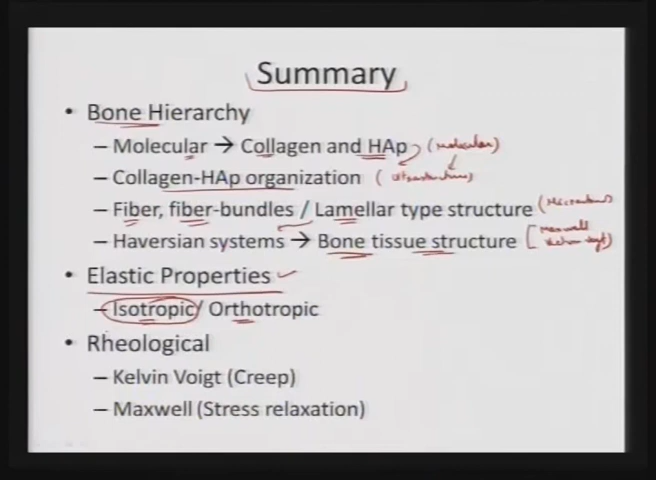 Summary
• Bone Hierarchy
– Molecular → Collagen and HAp (Molecular)
– Collagen-HAp organization (
– Fiber, fiber-bundles / Lamellar type structure (
– Haversian systems → Bone tissue structure [ Maxwell
• Elastic Properties
– Isotropic/ Orthotropic
• Rheological
– Kelvin Voigt (Creep)
– Maxwell (Stress relaxation)